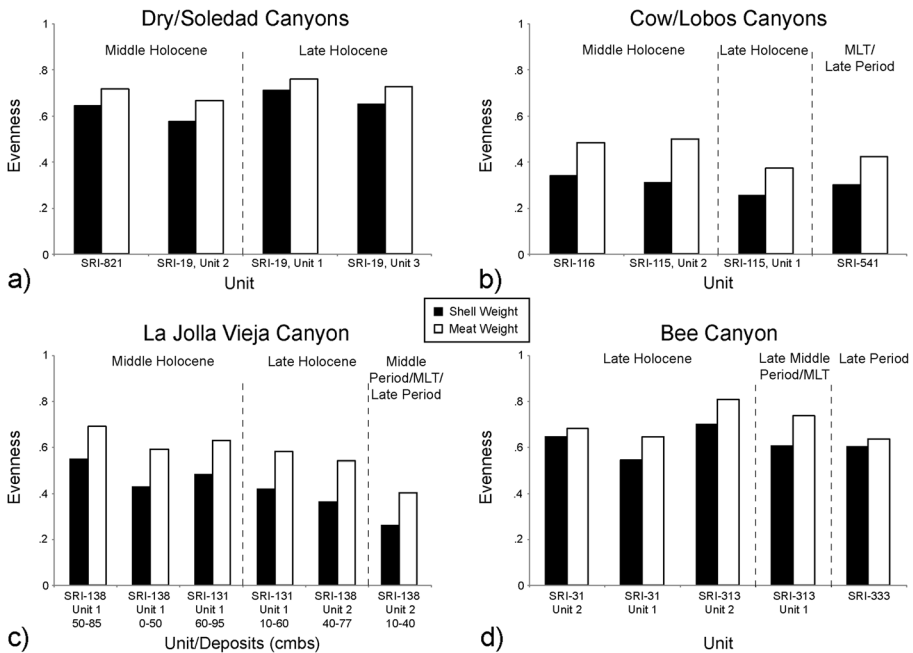 Dry/Soledad Canyons
Middle Holocene
Late Holocene
1
.8
0.6
.4
.2
0
Evenness
SRI-821
SRI-19, Unit 2
SRI-19, Unit 1
SRI-19, Unit 3
Unit
a)
Cow/Lobos Canyons
Middle Holocene
Late Holocene
MLT/
Late Period
1
.8
0.6
.4
.2
0
Evenness
SRI-116
SRI-115, Unit 2
SRI-115, Unit 1
SRI-541
Unit
b)
Shell Weight
Meat Weight
La Jolla Vieja Canyon
Middle Holocene
Late Holocene
Middle
Period/MLT/
Late Period
1
.8
0.6
.4
.2
0
Evenness
SRI-138
Unit 1
50-85
SRI-138
Unit 1
0-50
SRI-131
Unit 1
60-95
SRI-131
Unit 1
10-60
SRI-138
Unit 2
40-77
SRI-138
Unit 2
10-40
Unit/Deposits (cmbs)
c)
Bee Canyon
Late Holocene
Late Middle
Period/MLT
Late Period
1
.8
0.6
.4
.2
0
Evenness
SRI-31
Unit 2
SRI-31
Unit 1
SRI-313
Unit 2
SRI-313
Unit 1
SRI-333
Unit
d)